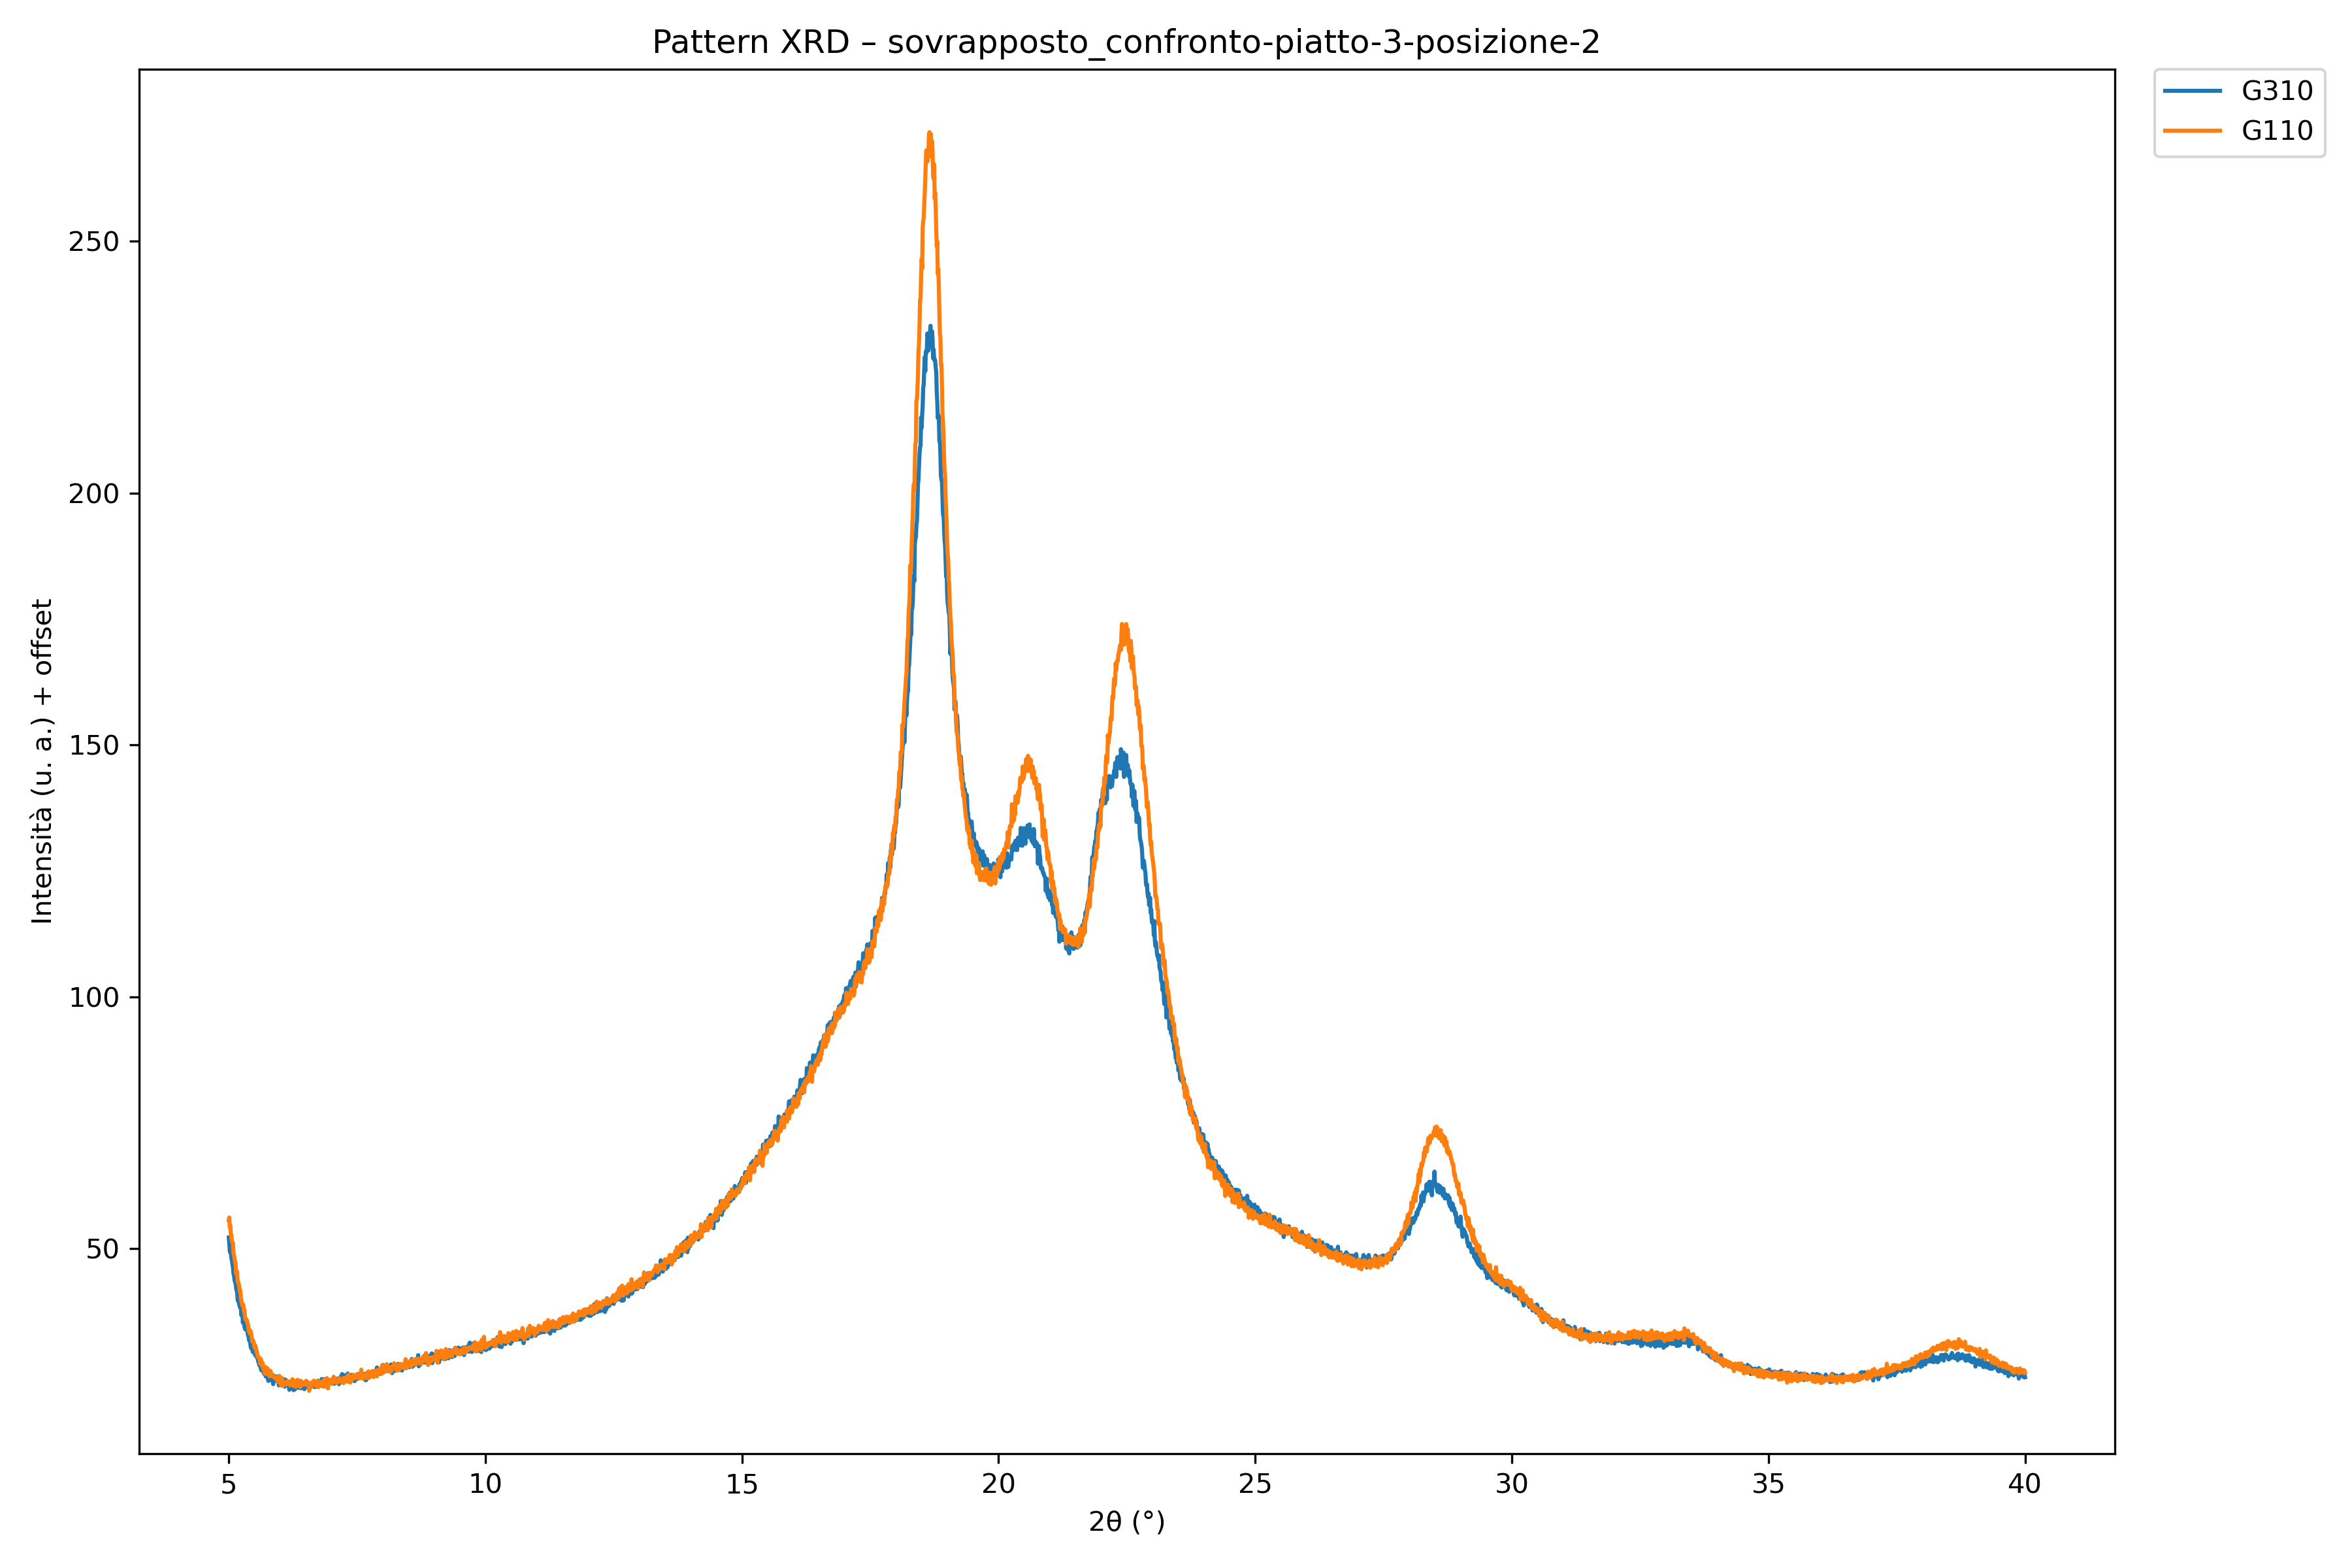 Pattern XRD – sovrapposto_confronto-piatto-3-posizione-2
G310
G110
Intensità (u. a.) + offset
250
200
150
100
50
5 10 15 20 25 30 35 40
2θ (°)